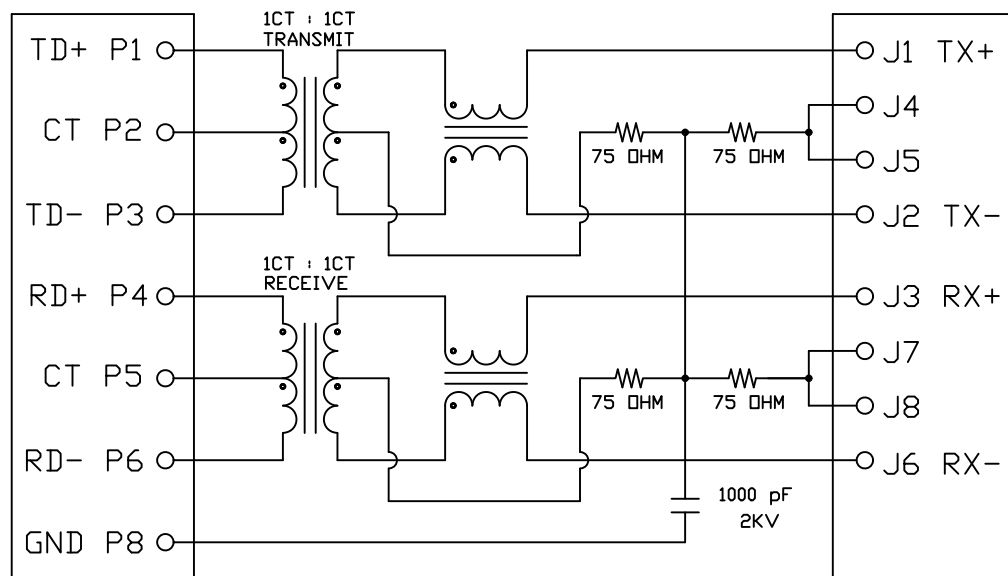 1CT : 1CT
TRANSMIT
TD+ P1
J1 TX+
J4
CT P2
75 OHM
75 OHM
J5
TD- P3
J2 TX-
1CT : 1CT
RECEIVE
RD+ P4
J3 RX+
J7
CT P5
75 OHM
75 OHM
J8
RD- P6
J6 RX-
1000 pF
2KV
GND P8